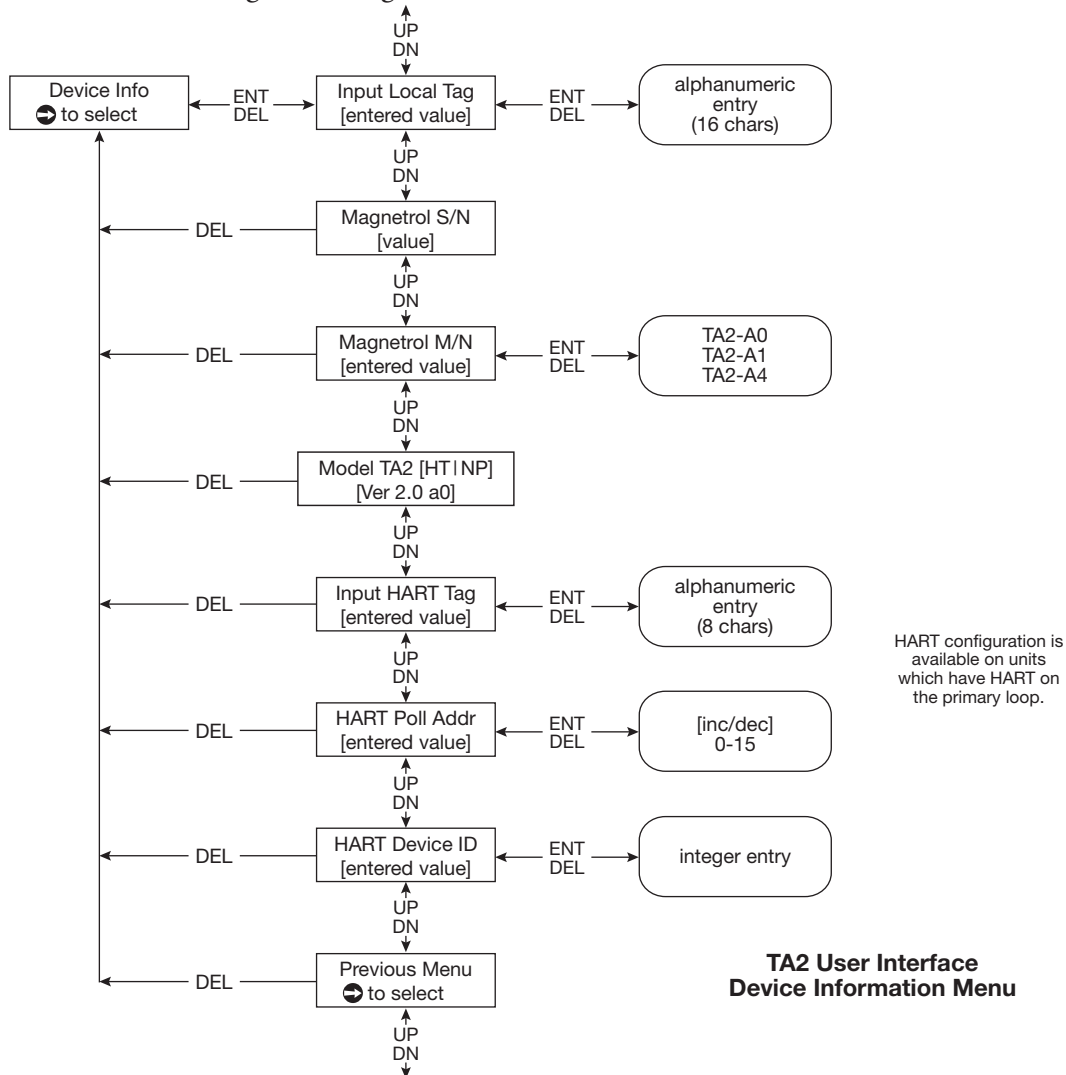 UP
DN
Device Info
➲ to select
ENT
DEL
Input Local Tag
[entered value]
ENT
DEL
alphanumeric
entry
(16 chars)
UP
DN
DEL
Magnetrol S/N
[value]
UP
DN
DEL
Magnetrol M/N
[entered value]
ENT
DEL
TA2-A0
TA2-A1
TA2-A4
UP
DN
DEL
Model TA2 [HT|NP]
[Ver 2.0 a0]
UP
DN
DEL
Input HART Tag
[entered value]
ENT
DEL
alphanumeric
entry
(8 chars)
HART configuration is
available on units
which have HART on
the primary loop.
UP
DN
DEL
HART Poll Addr
[entered value]
ENT
DEL
[inc/dec]
0-15
UP
DN
DEL
HART Device ID
[entered value]
ENT
DEL
integer entry
UP
DN
DEL
Previous Menu
➲ to select
TA2 User Interface
Device Information Menu
UP
DN